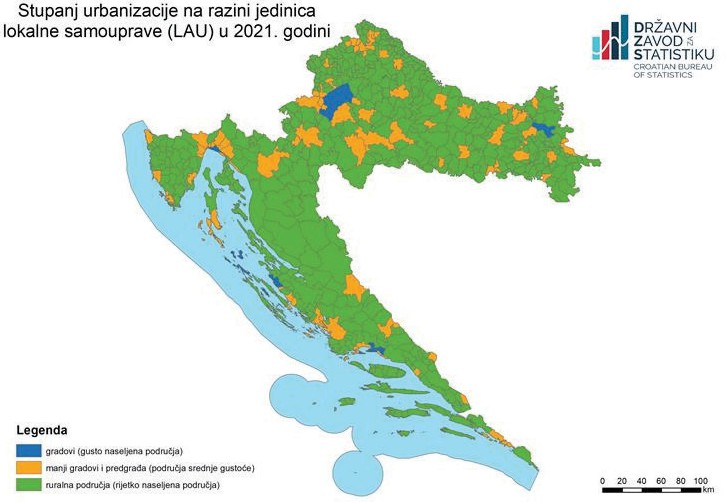 Stupanj urbanizacije na razini jedinica
lokalne samouprave (LAU) u 2021. godini
DRŽAVNI
ZAVOD ZA
STATISTIKU
CROATIAN BUREAU
OF STATISTICS
Legenda
gradovi (gusto naseljena područja)
manji gradovi i predgrađa (područja srednje gustoće)
ruralna područja (rijetko naseljena područja)
0 20 40 60 80 100
km